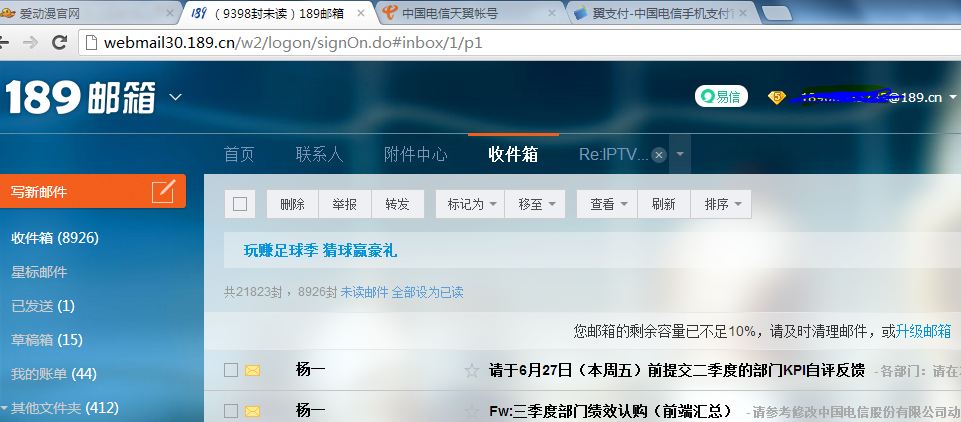 爱动漫官网 × (9398封未读) 189邮箱 × 中国电信天翼帐号 × 翼支付-中国电信手机支付 ×
webmail30.189.cn/w2/logon/signOn.do#inbox/1/p1
189 邮箱 易信 5 @189.cn
首页 联系人 附件中心 收件箱 Re:IPTV...
写新邮件
删除 举报 转发 标记为 移至 查看 刷新 排序
收件箱 (8926)
玩赚足球季 猜球赢豪礼
星标邮件
共21823封 ，8926封 未读邮件 全部设为已读
已发送 (1)
您邮箱的剩余容量已不足10%，请及时清理邮件，或升级邮箱
草稿箱 (15)
杨一 请于6月27日（本周五）前提交二季度的部门KPI自评反馈 - 各部门：请在
我的账单 (44)
其他文件夹 (412)
杨一 Fw:三季度部门绩效认购（前端汇总） - 请参考修改中国电信股份有限公司动